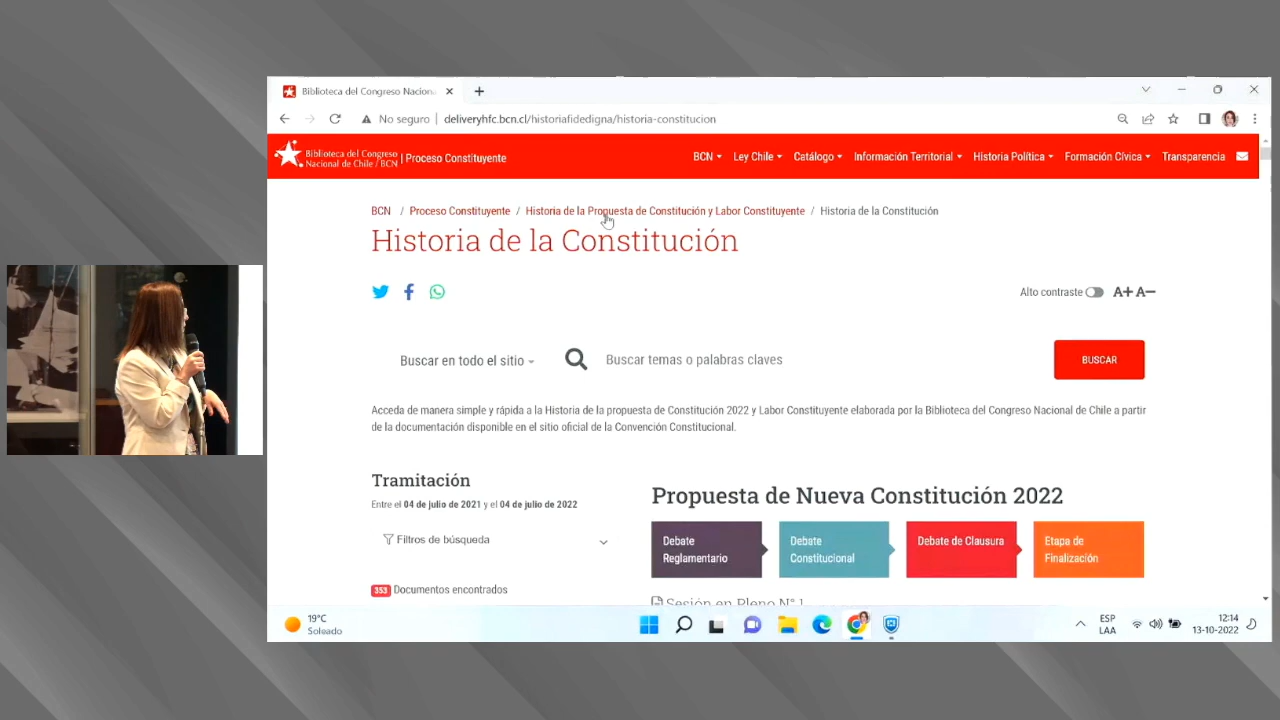 Biblioteca del Congreso Nacion
No seguro
deliveryhfc.bcn.cl/historiafidedigna/historia-constitucion
Biblioteca del Congreso
Nacional de Chile / BCN
| Proceso Constituyente
BCN
Ley Chile
Catálogo
Información Territorial
Historia Política
Formación Cívica
Transparencia
BCN / Proceso Constituyente / Historia de la Propuesta de Constitución y Labor Constituyente / Historia de la Constitución
Historia de la Constitución
Alto contraste A+ A-
Buscar en todo el sitio
Buscar temas o palabras claves
BUSCAR
Acceda de manera simple y rápida a la Historia de la propuesta de Constitución 2022 y Labor Constituyente elaborada por la Biblioteca del Congreso Nacional de Chile a partir
de la documentación disponible en el sitio oficial de la Convención Constitucional.
Tramitación
Entre el 04 de julio de 2021 y el 04 de julio de 2022
Filtros de búsqueda
353 Documentos encontrados
Propuesta de Nueva Constitución 2022
Debate
Reglamentario
Debate
Constitucional
Debate de Clausura
Etapa de
Finalización
Sesión en Pleno N° 1
19°C
Soleado
ESP
LAA
12:14
13-10-2022